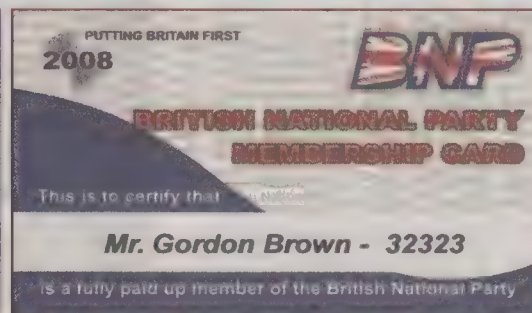 PUTTING BRITAIN FIRST
2008
BNP
BRITISH NATIONAL PARTY
MEMBERSHIP CARD
This is to certify that
Mr. Gordon Brown - 32323
is a fully paid up member of the British National Party